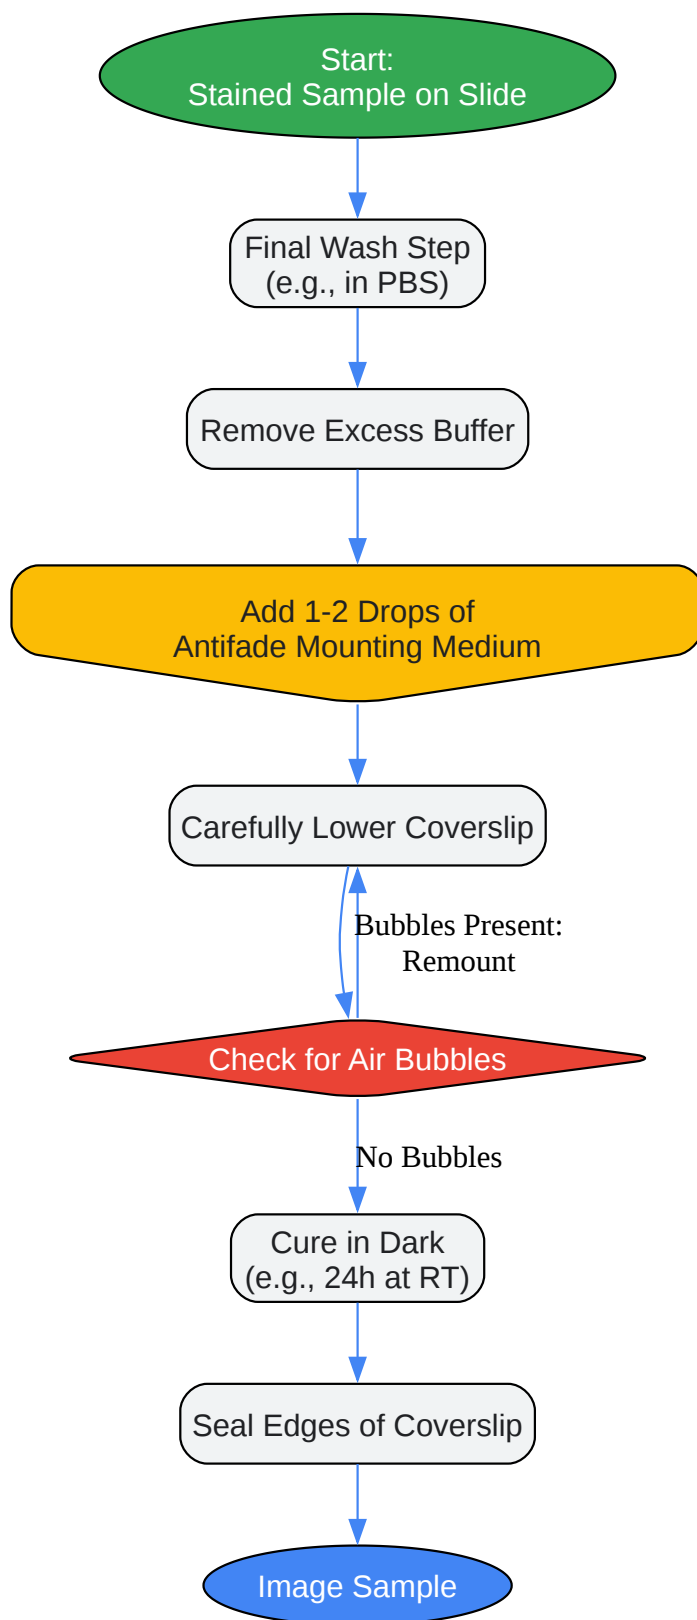 Start:
Stained Sample on Slide
Final Wash Step
(e.g., in PBS)
Remove Excess Buffer
Add 1-2 Drops of
Antifade Mounting Medium
Carefully Lower Coverslip
Bubbles Present:
Remount
Check for Air Bubbles
No Bubbles
Cure in Dark
(e.g., 24h at RT)
Seal Edges of Coverslip
Image Sample